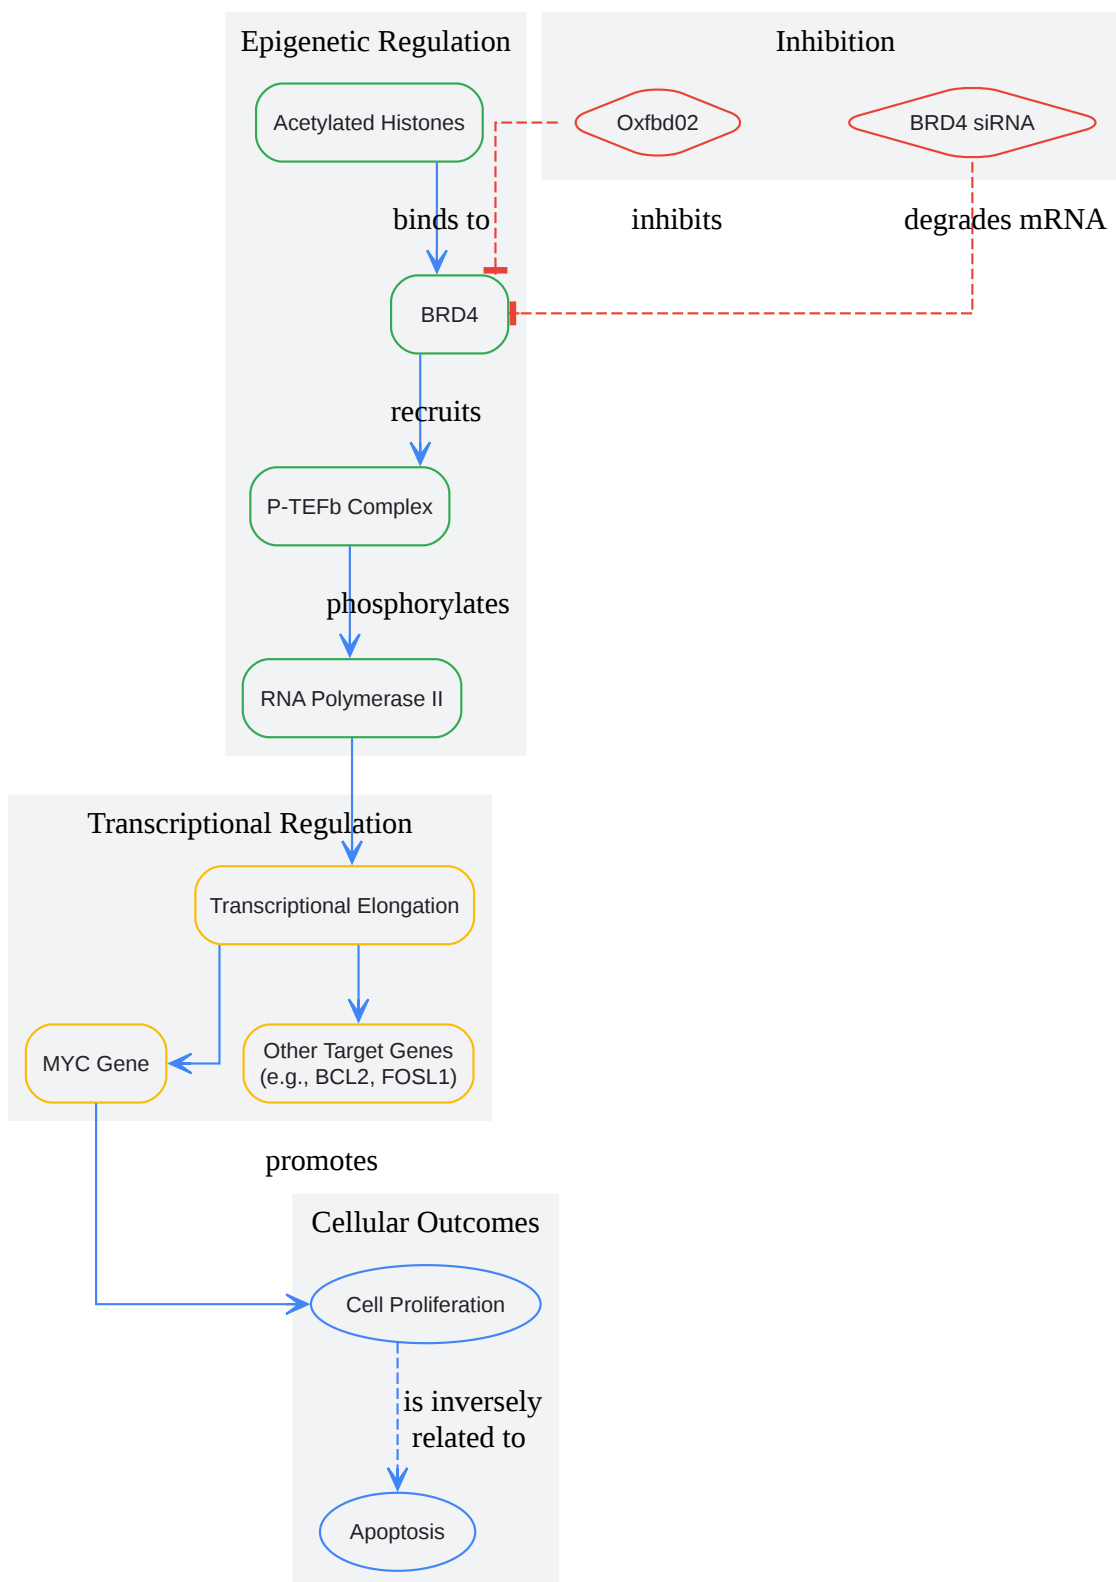 Epigenetic Regulation
Inhibition
Acetylated Histones
Oxfbd02
BRD4 siRNA
binds to
inhibits
degrades mRNA
BRD4
recruits
P-TEFb Complex
phosphorylates
RNA Polymerase II
Transcriptional Regulation
Transcriptional Elongation
MYC Gene
Other Target Genes
(e.g., BCL2, FOSL1)
promotes
Cellular Outcomes
Cell Proliferation
is inversely
related to
Apoptosis